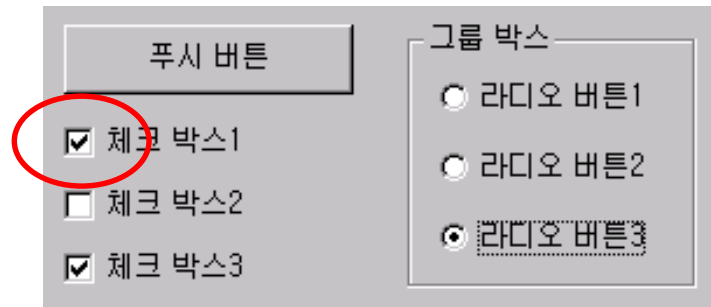 푸시 버튼
체크 박스1
체크 박스2
체크 박스3
그룹 박스
라디오 버튼1
라디오 버튼2
라디오 버튼3